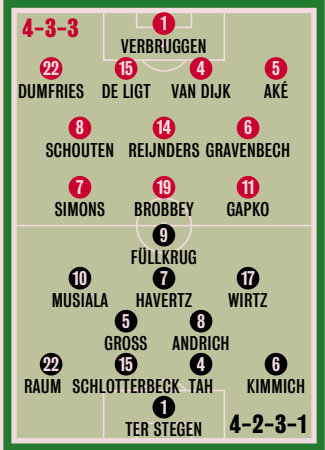 4-3-3
1
VERBRUGGEN
22 15 4 5
DUMFRIES DE LIGT VAN DIJK AKÉ
8 14 6
SCHOUTEN REIJNDERS GRAVENBECH
7 19 11
SIMONS BROBBEY GAPKO
9
FÜLLKRUG
10 7 17
MUSIALA HAVERTZ WIRTZ
5 8
GROSS ANDRICH
22 15 4 6
RAUM SCHLOTTERBECK TAH KIMMICH
1
TER STEGEN 4-2-3-1